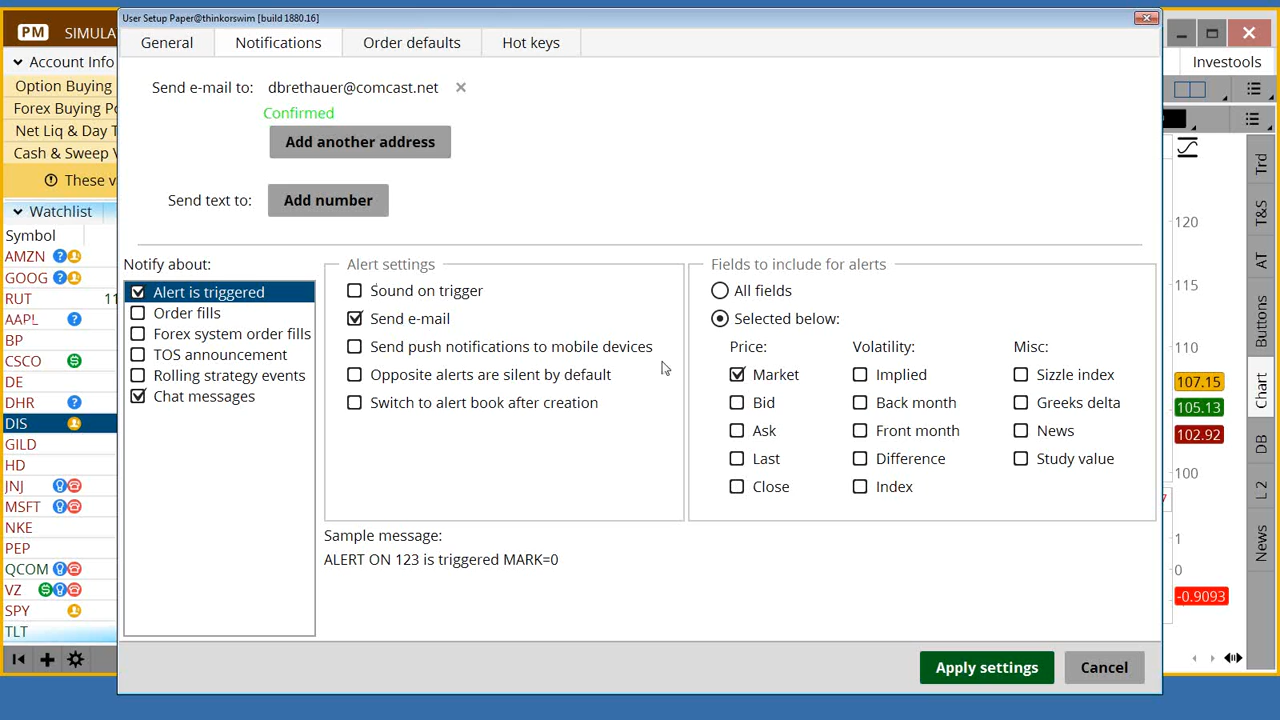 User Setup Paper@thinkorswim [build 1880.16]
PM SIMULA
Account Info
Option Buying
Forex Buying Po
Net Liq & Day T
Cash & Sweep V
These v
Watchlist
Symbol
AMZN
GOOG
RUT 11
AAPL
BP
CSCO
DE
DHR
DIS
GILD
HD
JNJ
MSFT
NKE
PEP
QCOM
VZ
SPY
TLT
General Notifications Order defaults Hot keys
Send e-mail to: dbrethauer@comcast.net
Confirmed
Add another address
Send text to: Add number
Notify about:
Alert is triggered
Order fills
Forex system order fills
TOS announcement
Rolling strategy events
Chat messages
Alert settings
Sound on trigger
Send e-mail
Send push notifications to mobile devices
Opposite alerts are silent by default
Switch to alert book after creation
Fields to include for alerts
All fields
Selected below:
Price: Volatility: Misc:
Market Implied Sizzle index
Bid Back month Greeks delta
Ask Front month News
Last Difference Study value
Close Index
Sample message:
ALERT ON 123 is triggered MARK=0
Apply settings Cancel
Investools
120
115
110
107.15
105.13
102.92
100
1
0
-0.9093
Trd
T&S
AT
Buttons
Chart
DB
L 2
News